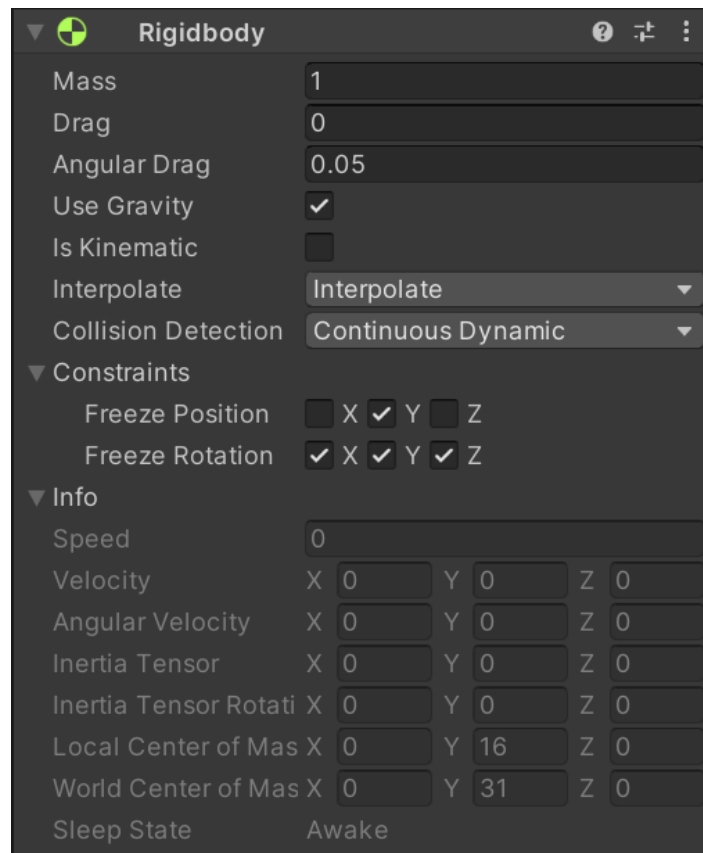 Rigidbody
Mass 1
Drag 0
Angular Drag 0.05
Use Gravity
Is Kinematic
Interpolate Interpolate
Collision Detection Continuous Dynamic
Constraints
Freeze Position X Y Z
Freeze Rotation X Y Z
Info
Speed 0
Velocity X 0 Y 0 Z 0
Angular Velocity X 0 Y 0 Z 0
Inertia Tensor X 0 Y 0 Z 0
Inertia Tensor Rotati X 0 Y 0 Z 0
Local Center of Mas X 0 Y 16 Z 0
World Center of Mas X 0 Y 31 Z 0
Sleep State Awake